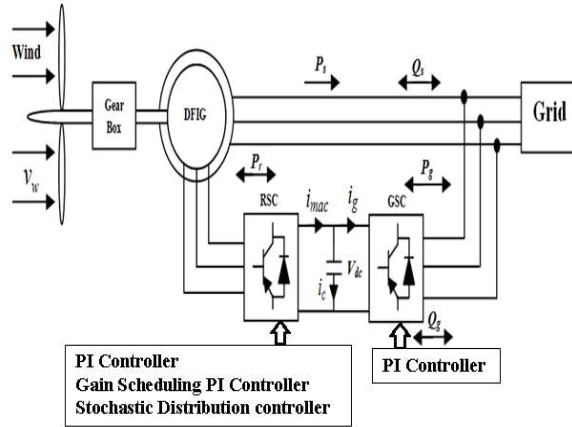 Wind
v_w
Gear
Box
DFIG
P_s
Q_s
Grid
P_r
P_g
RSC
i_mac
i_g
GSC
V_dc
i_c
Q_g
PI Controller
Gain Scheduling PI Controller
Stochastic Distribution controller
PI Controller